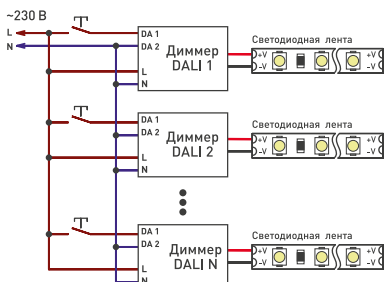 ~230 В
L
N
DA 1
DA 2
L
N
Диммер
DALI 1
Светодиодная лента
+V
-V
+V
-V
DA 1
DA 2
L
N
Диммер
DALI 2
Светодиодная лента
+V
-V
+V
-V
DA 1
DA 2
L
N
Диммер
DALI N
Светодиодная лента
+V
-V
+V
-V